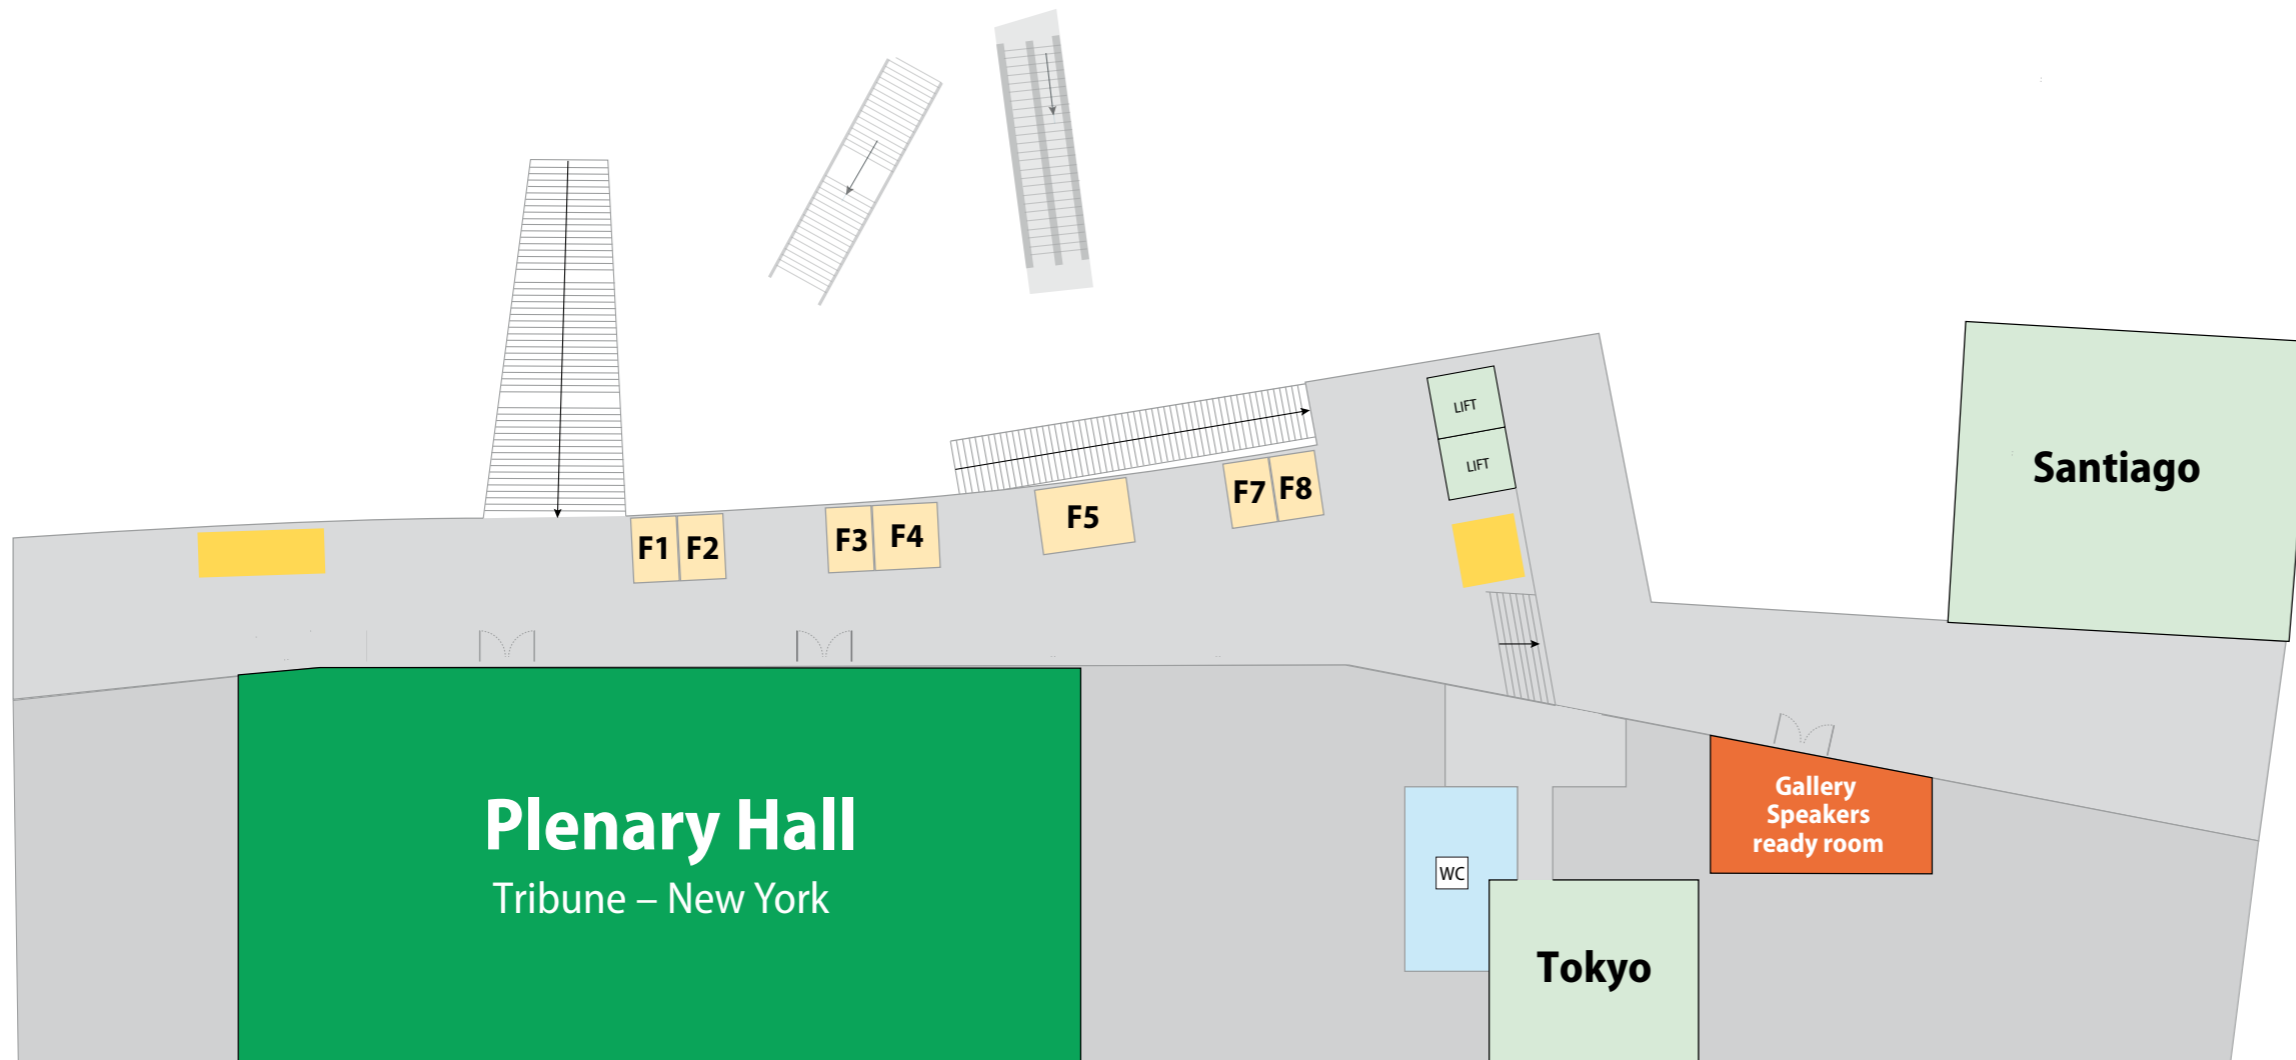 LIFT
LIFT
Santiago
F1
F2
F3
F4
F5
F7
F8
Plenary Hall
Tribune – New York
Gallery
Speakers
ready room
WC
Tokyo